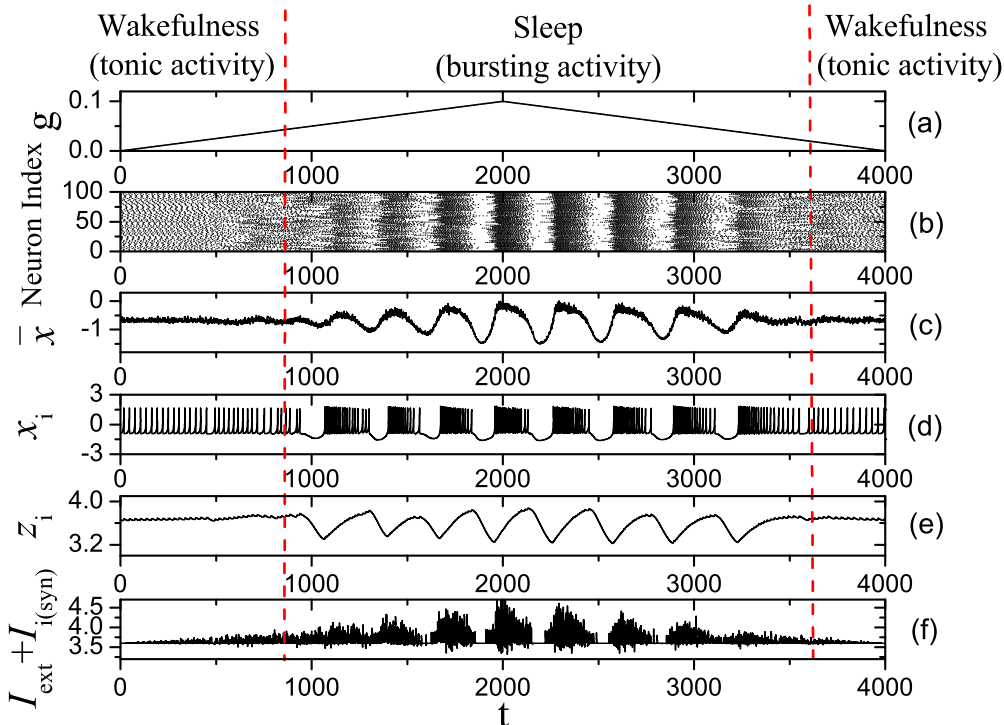 Wakefulness
(tonic activity)
Sleep
(bursting activity)
Wakefulness
(tonic activity)
g
0.1
0.0
(a)
0 1000 2000 3000 4000
Neuron Index
100
50
0
(b)
0 1000 2000 3000 4000
x̄
0
-1
(c)
0 1000 2000 3000 4000
x_i
3
0
-3
(d)
0 1000 2000 3000 4000
z_i
4.0
3.2
(e)
0 1000 2000 3000 4000
I_ext + I_i(syn)
4.5
4.0
3.5
(f)
0 1000 2000 3000 4000
t